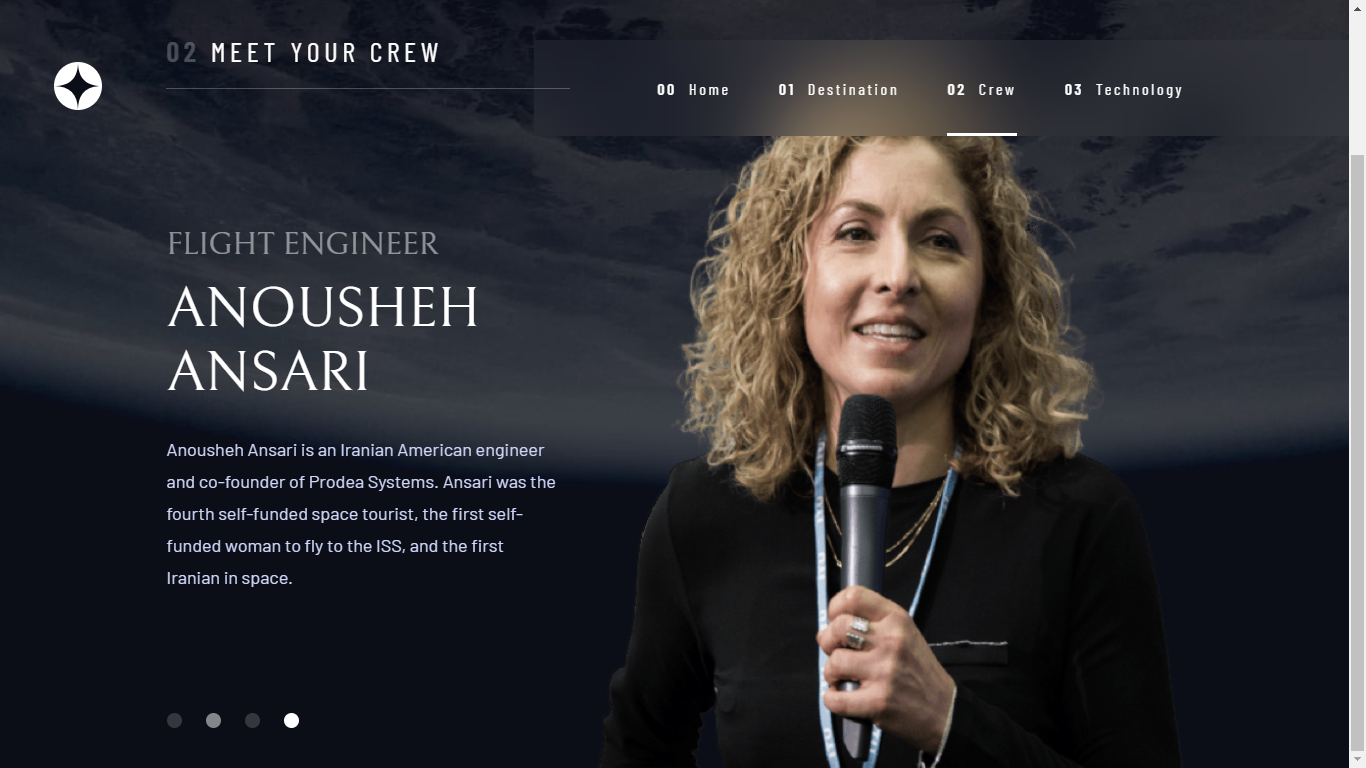 02 MEET YOUR CREW
00 Home 01 Destination 02 Crew 03 Technology
FLIGHT ENGINEER
ANOUSHEH
ANSARI
Anousheh Ansari is an Iranian American engineer
and co-founder of Prodea Systems. Ansari was the
fourth self-funded space tourist, the first self-
funded woman to fly to the ISS, and the first
Iranian in space.